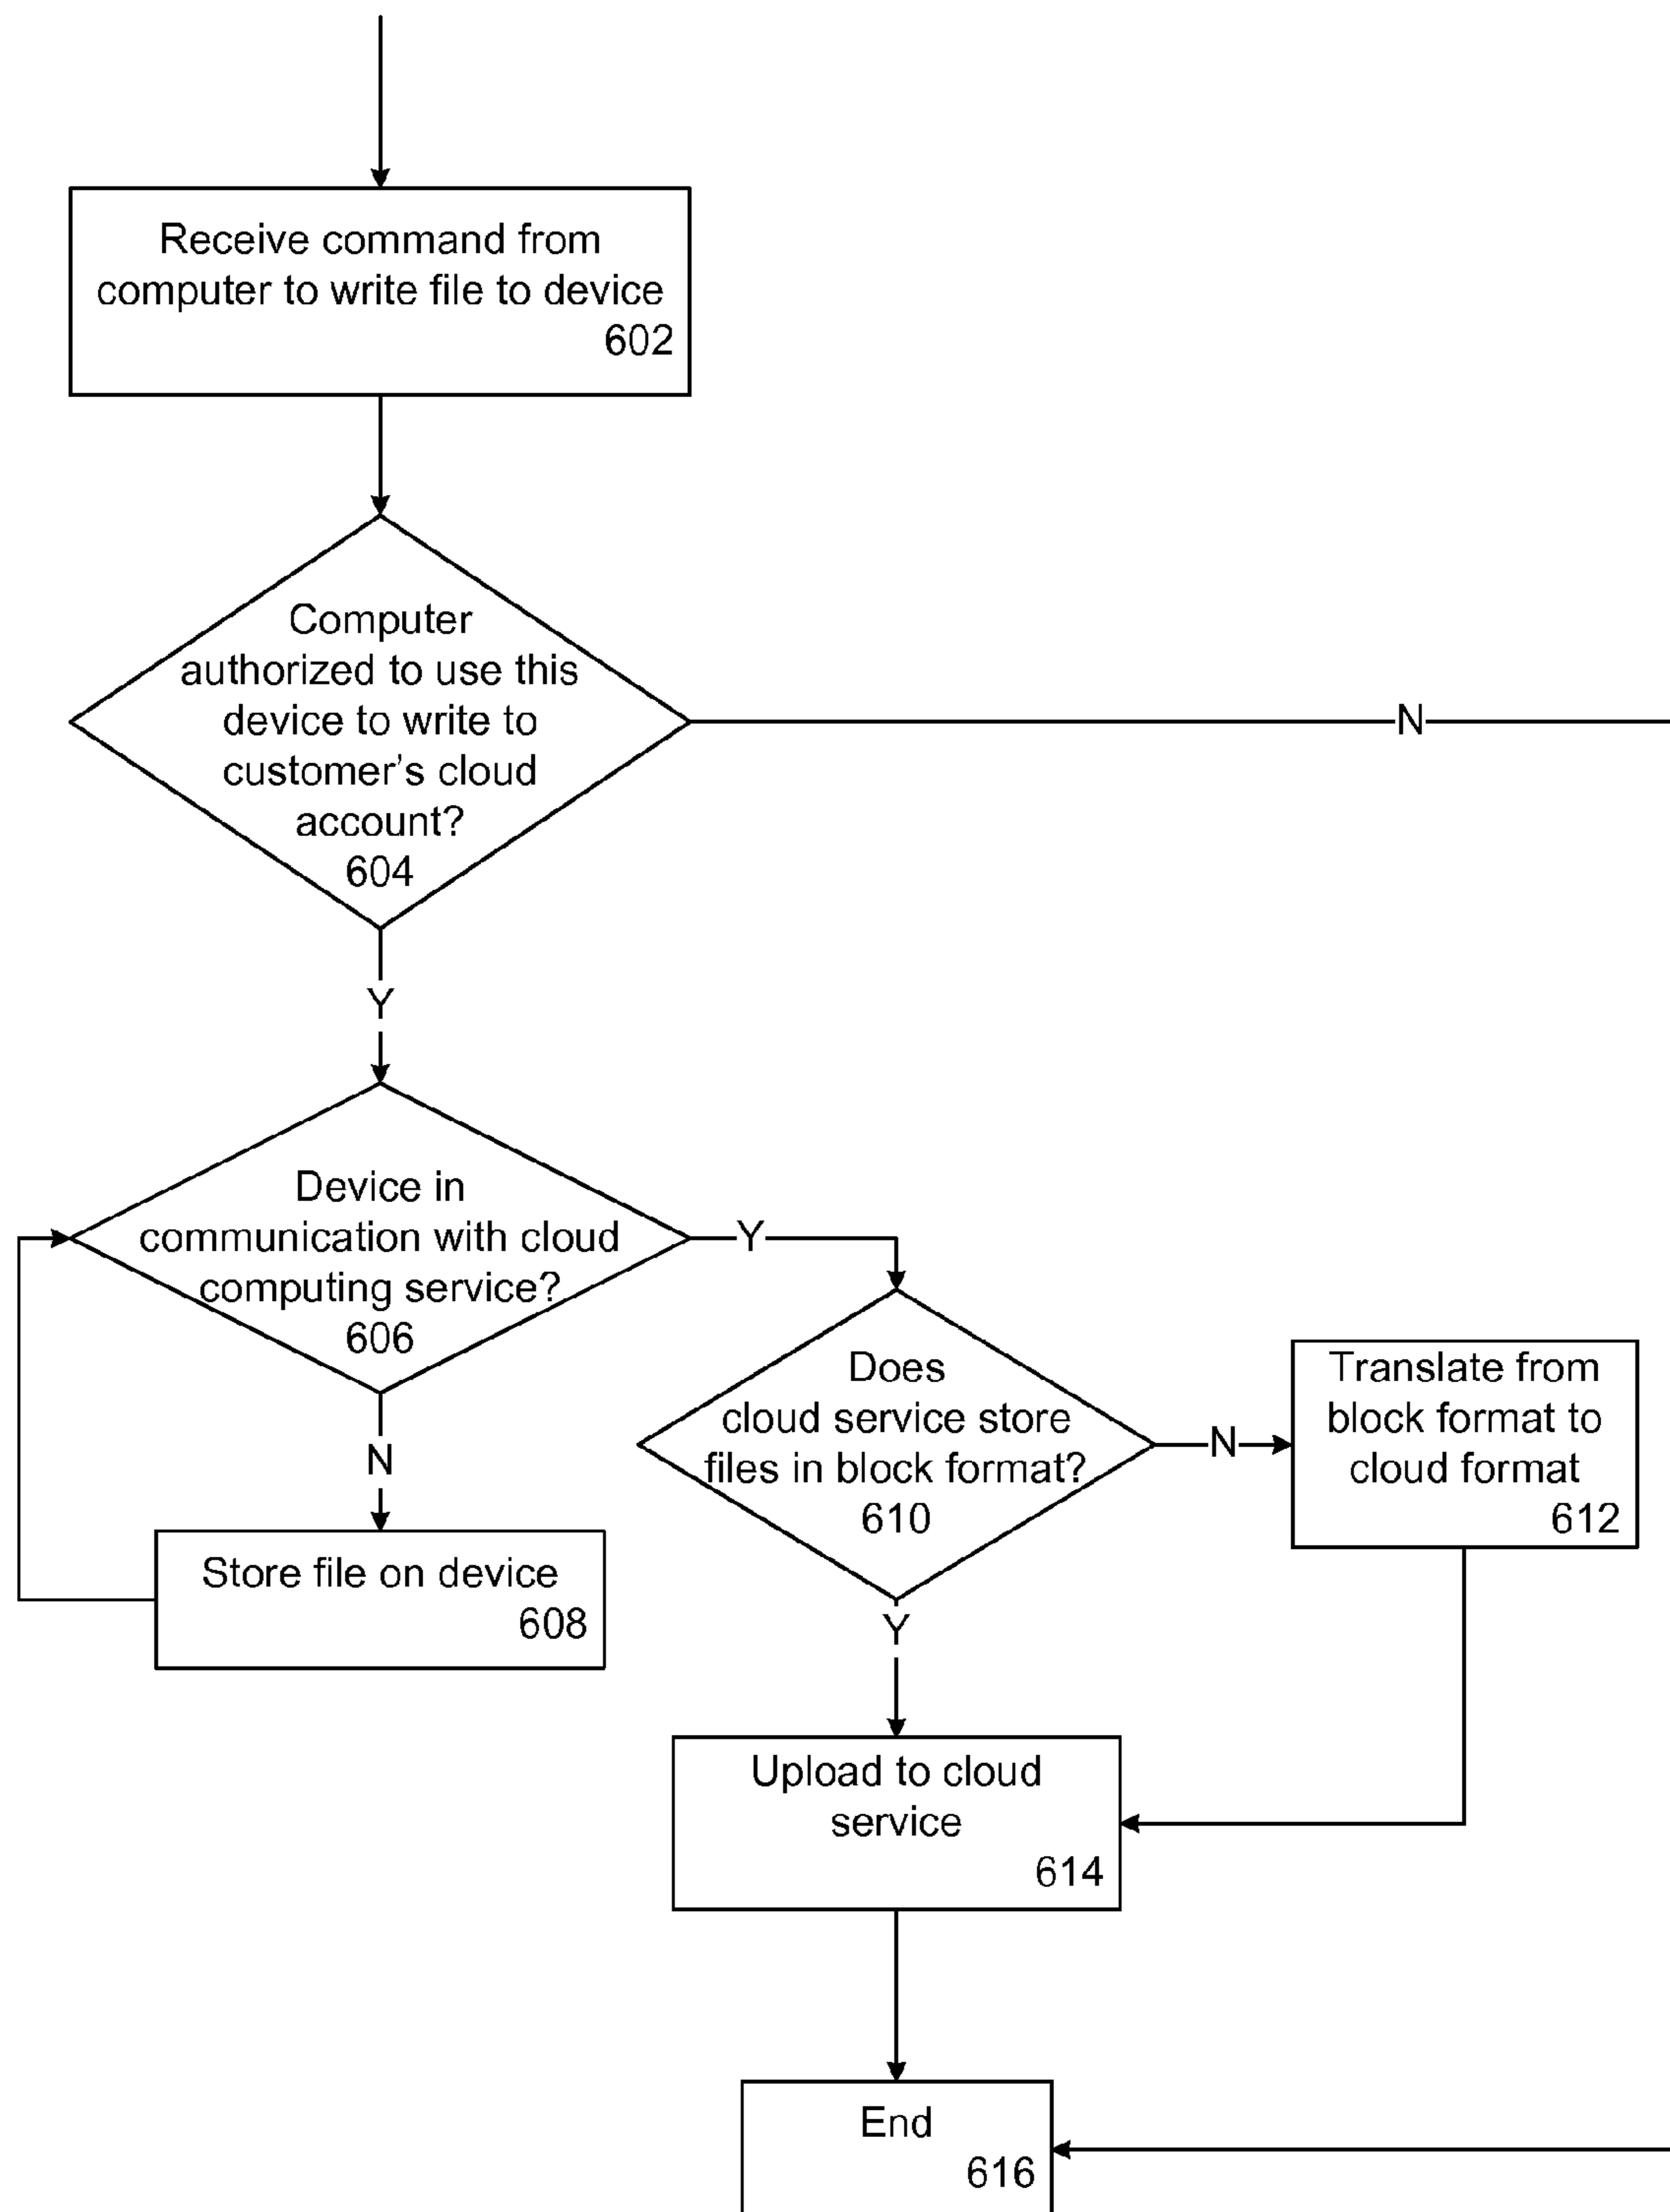 Receive command from
computer to write file to device
602
Computer
authorized to use this
device to write to
customer's cloud
account?
604
N
Y
Device in
communication with cloud
computing service?
606
Y
N
Store file on device
608
Does
cloud service store
files in block format?
610
N
Y
Translate from
block format to
cloud format
612
Upload to cloud
service
614
End
616